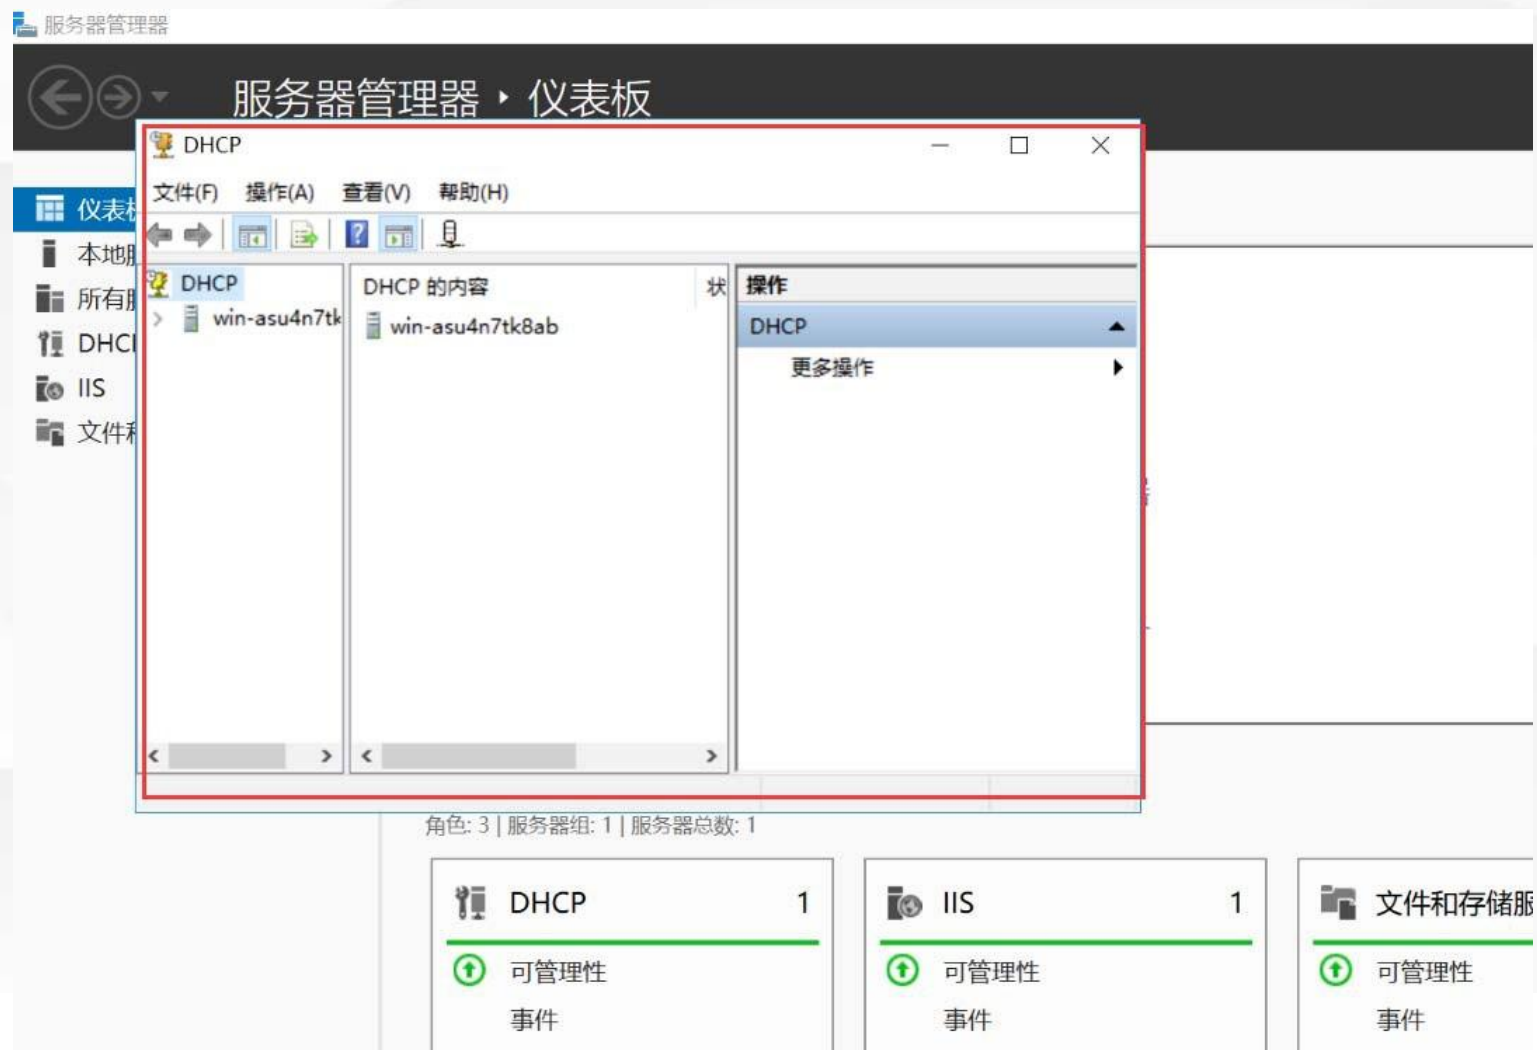 服务器管理器
服务器管理器 ‣ 仪表板
DHCP
文件(F) 操作(A) 查看(V) 帮助(H)
仪表
本地
所有
DHC
IIS
文件
DHCP
win-asu4n7tk
DHCP 的内容 状
win-asu4n7tk8ab
操作
DHCP
更多操作
角色: 3 | 服务器组: 1 | 服务器总数: 1
DHCP 1
可管理性
事件
IIS 1
可管理性
事件
文件和存储服
可管理性
事件